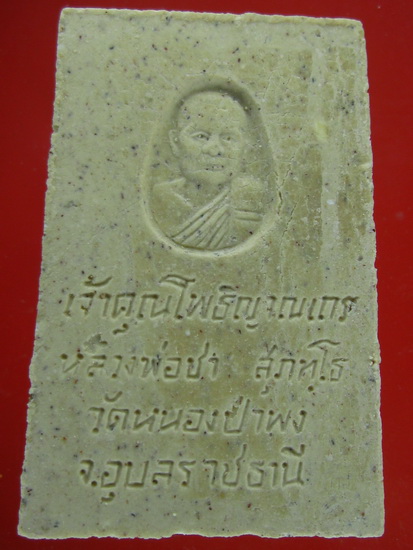 เจ้าคุณโพธิญาณเถร
หลวงพ่อชา สุภทฺโธ
วัดหนองป่าพง
จ.อุบลราชธานี